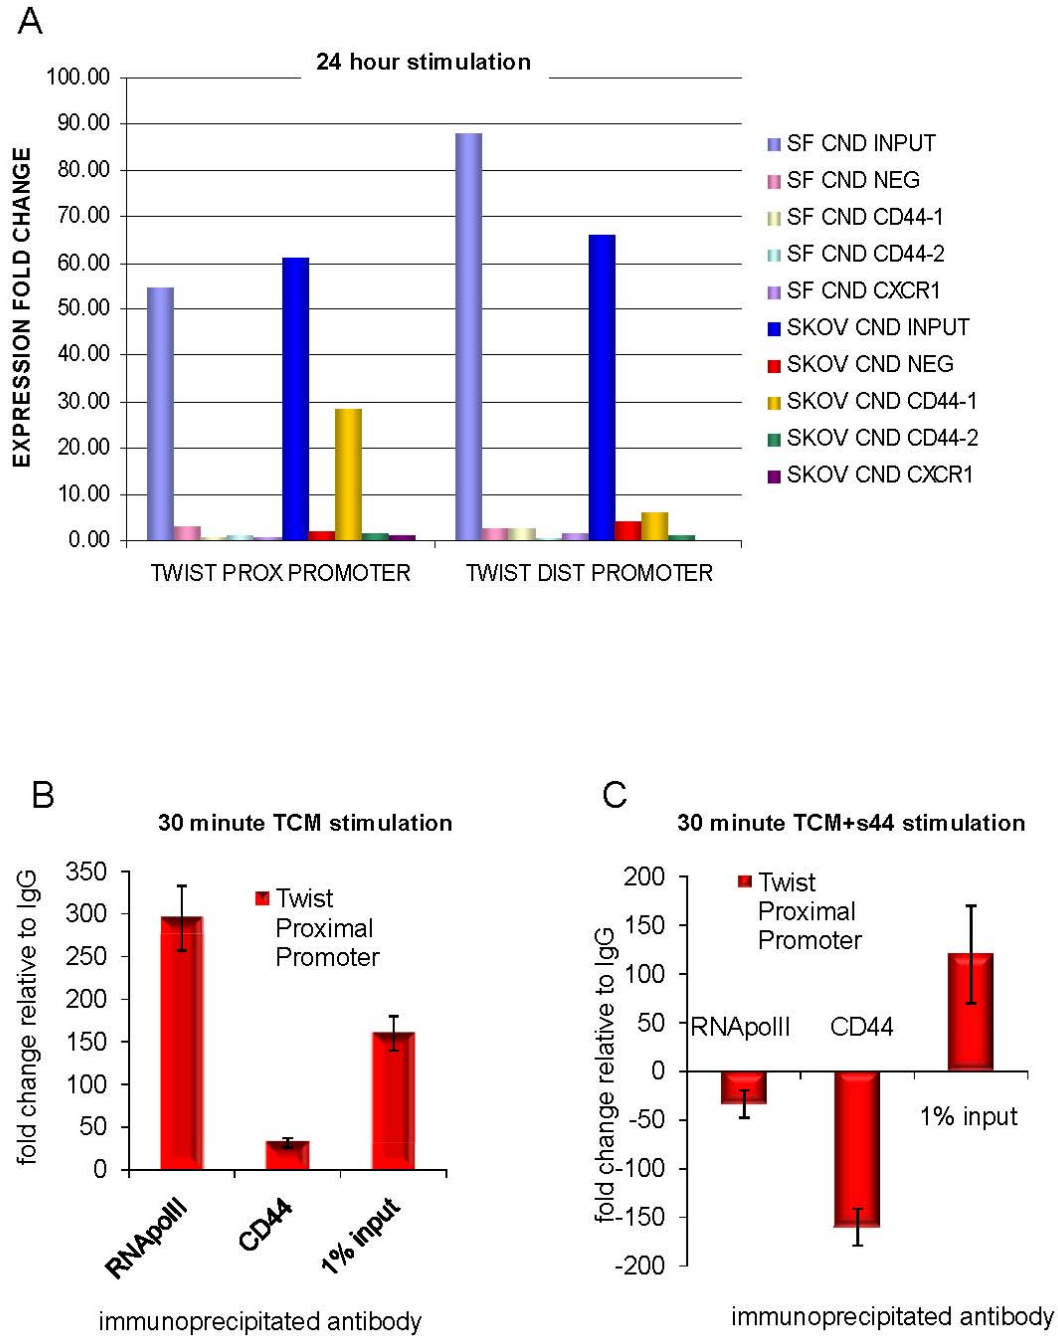 A
24 hour stimulation
EXPRESSION FOLD CHANGE
100.00
90.00
80.00
70.00
60.00
50.00
40.00
30.00
20.00
10.00
0.00
TWIST PROX PROMOTER
TWIST DIST PROMOTER
SF CND INPUT
SF CND NEG
SF CND CD44-1
SF CND CD44-2
SF CND CXCR1
SKOV CND INPUT
SKOV CND NEG
SKOV CND CD44-1
SKOV CND CD44-2
SKOV CND CXCR1
B
30 minute TCM stimulation
fold change relative to IgG
350
300
250
200
150
100
50
0
Twist
Proximal
Promoter
RNApolII
CD44
1% input
immunoprecipitated antibody
C
30 minute TCM+s44 stimulation
fold change relative to IgG
200
150
100
50
0
-50
-100
-150
-200
Twist
Proximal
Promoter
RNApolII
CD44
1% input
immunoprecipitated antibody